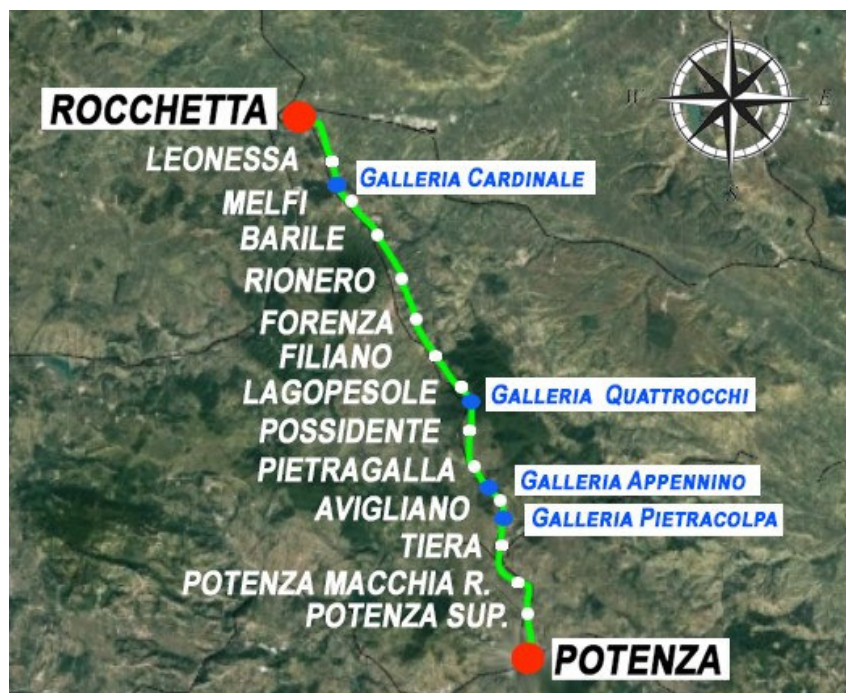 ROCCHETTA
W
E
LEONESSA
GALLERIA CARDINALE
S
MELFI
BARILE
RIONERO
FORENZA
FILIANO
LAGOPESOLE
GALLERIA QUATTROCCHI
POSSIDENTE
PIETRAGALLA
GALLERIA APPENNINO
AVIGLIANO
GALLERIA PIETRACOLPA
TIERA
POTENZA MACCHIA R.
POTENZA SUP.
POTENZA